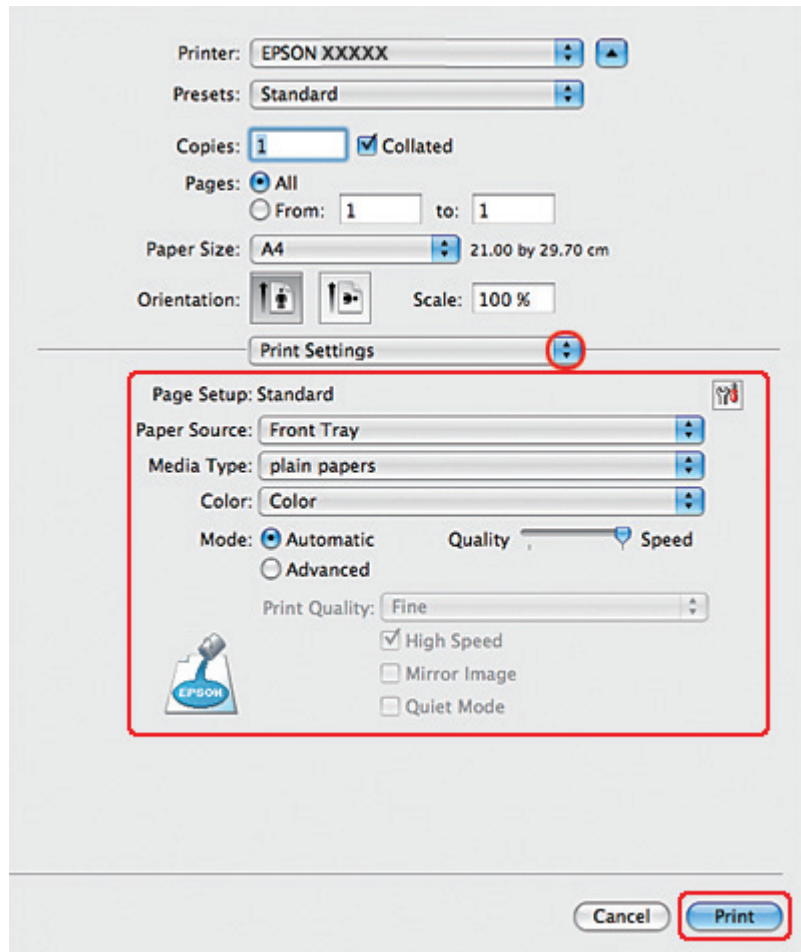 Printer: EPSON XXXXX
Presets: Standard
Copies: 1 Collated
Pages: All
From: 1 to: 1
Paper Size: A4 21.00 by 29.70 cm
Orientation: Scale: 100 %
Print Settings
Page Setup: Standard
Paper Source: Front Tray
Media Type: plain papers
Color: Color
Mode: Automatic Quality Speed
Advanced
Print Quality: Fine
High Speed
Mirror Image
EPSON
Quiet Mode
Cancel Print